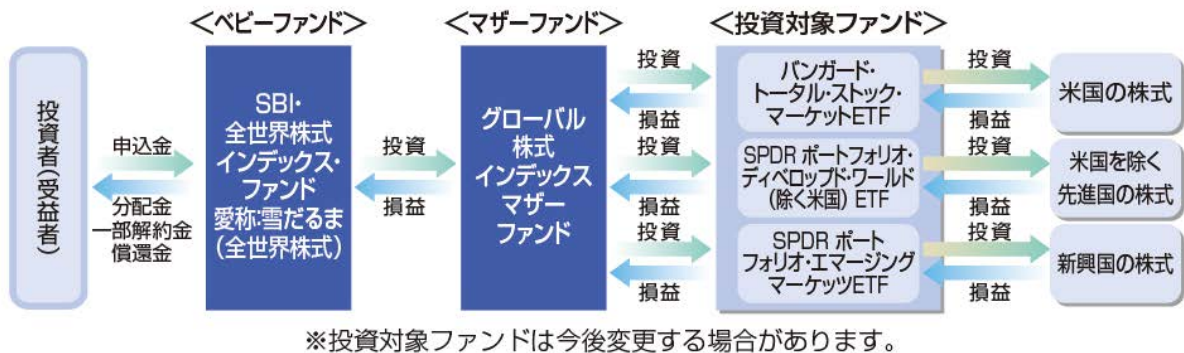 <ベビーファンド>
<マザーファンド>
<投資対象ファンド>
投資者(受益者)
申込金
分配金
一部解約金
償還金
SBI・
全世界株式
インデックス・
ファンド
愛称:雪だるま
(全世界株式)
投資
損益
グローバル
株式
インデックス
マザー
ファンド
投資
損益
投資
損益
投資
損益
バンガード・
トータル・ストック・
マーケットETF
SPDR ポートフォリオ・
ディベロップド・ワールド
(除く米国) ETF
SPDR ポート
フォリオ・エマージング
マーケッツETF
投資
損益
投資
損益
投資
損益
米国の株式
米国を除く
先進国の株式
新興国の株式
※投資対象ファンドは今後変更する場合があります。